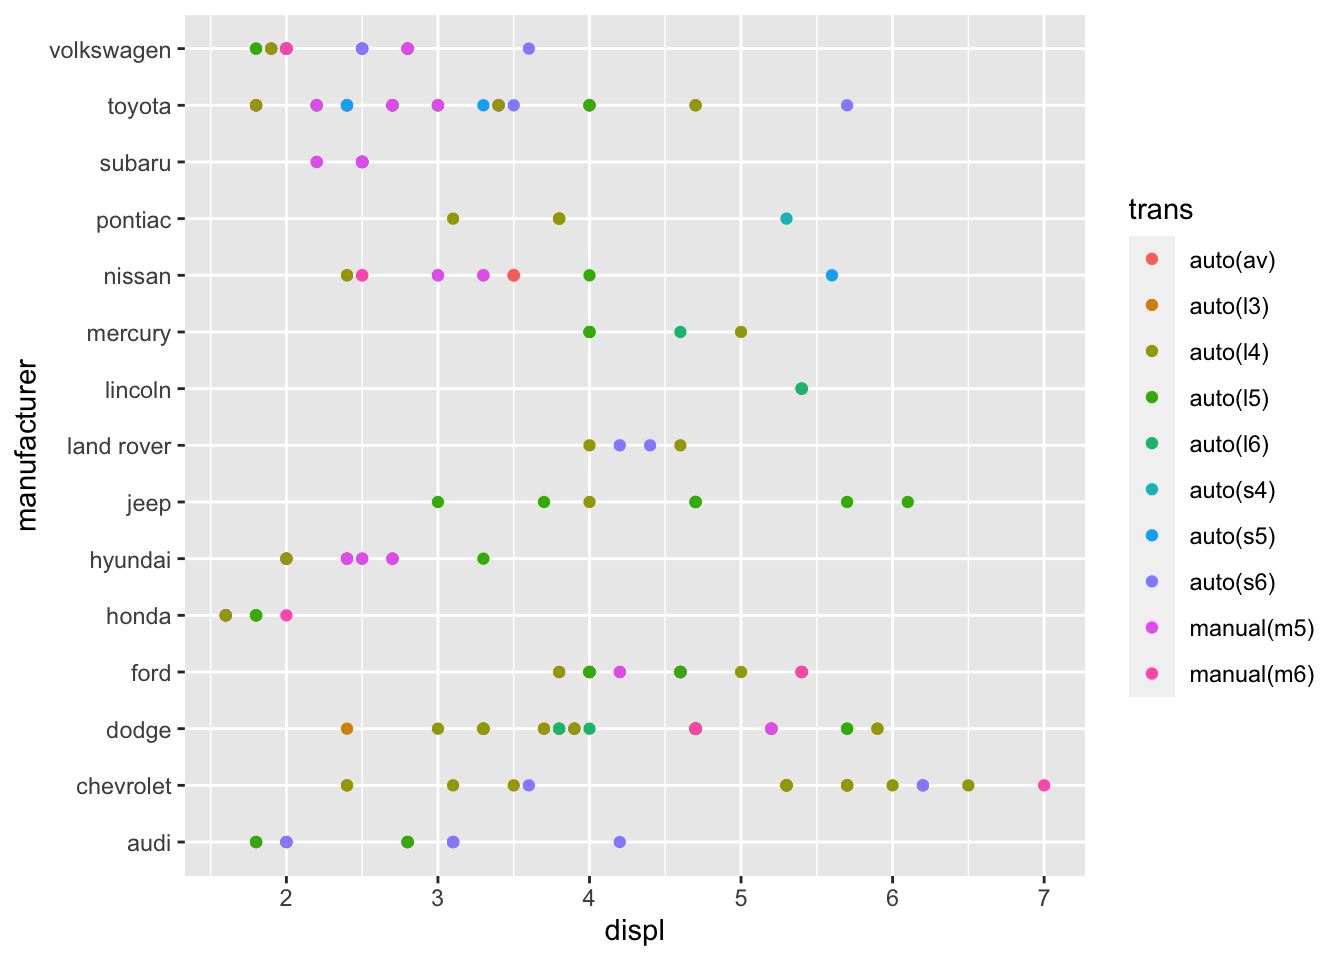 volkswagen
toyota
subaru
pontiac
nissan
mercury
lincoln
land rover
jeep
hyundai
honda
ford
dodge
chevrolet
audi
manufacturer
2 3 4 5 6 7
displ
trans
auto(av)
auto(l3)
auto(l4)
auto(l5)
auto(l6)
auto(s4)
auto(s5)
auto(s6)
manual(m5)
manual(m6)